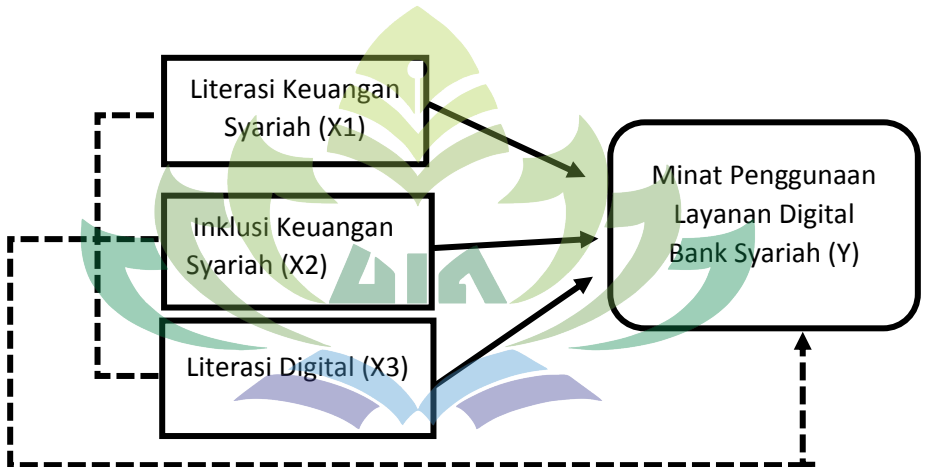 Literasi Keuangan
Syariah (X1)
Inklusi Keuangan
Syariah (X2)
Literasi Digital (X3)
Minat Penggunaan
Layanan Digital
Bank Syariah (Y)